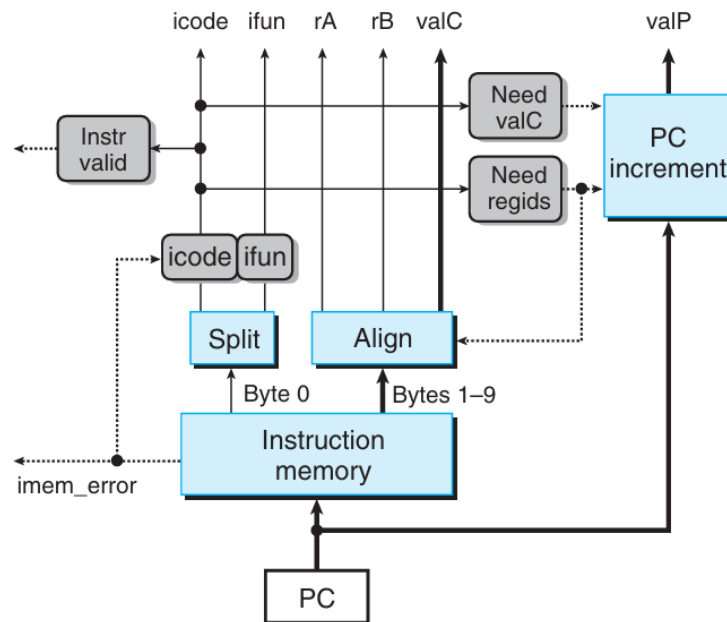 icode ifun rA rB valC valP
Need
valC
Instr
valid
PC
increment
Need
regids
icode ifun
Split
Align
Byte 0
Bytes 1–9
Instruction
memory
imem_error
PC